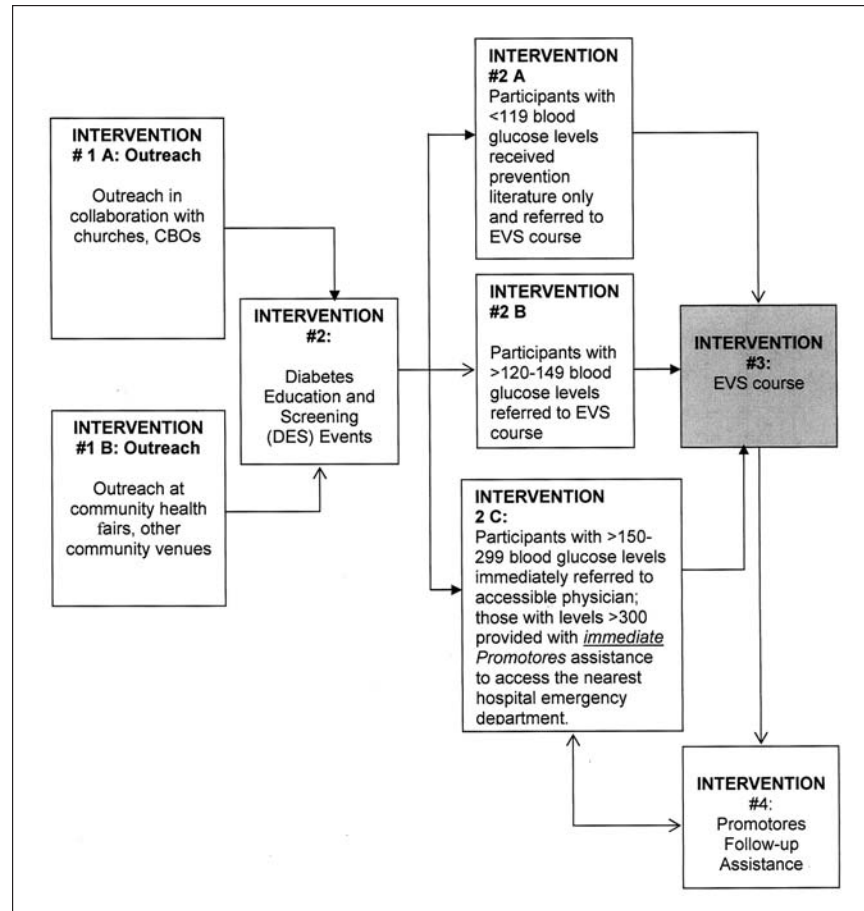 INTERVENTION
# 1 A: Outreach
Outreach in
collaboration with
churches, CBOs
INTERVENTION
#1 B: Outreach
Outreach at
community health
fairs, other
community venues
INTERVENTION
#2:
Diabetes
Education and
Screening
(DES) Events
INTERVENTION
#2 A
Participants with
<119 blood
glucose levels
received
prevention
literature only
and referred to
EVS course
INTERVENTION
#2 B
Participants with
>120-149 blood
glucose levels
referred to EVS
course
INTERVENTION
2 C:
Participants with >150-
299 blood glucose levels
immediately referred to
accessible physician;
those with levels >300
provided with immediate
Promotores assistance
to access the nearest
hospital emergency
department.
INTERVENTION
#3:
EVS course
INTERVENTION
#4:
Promotores
Follow-up
Assistance